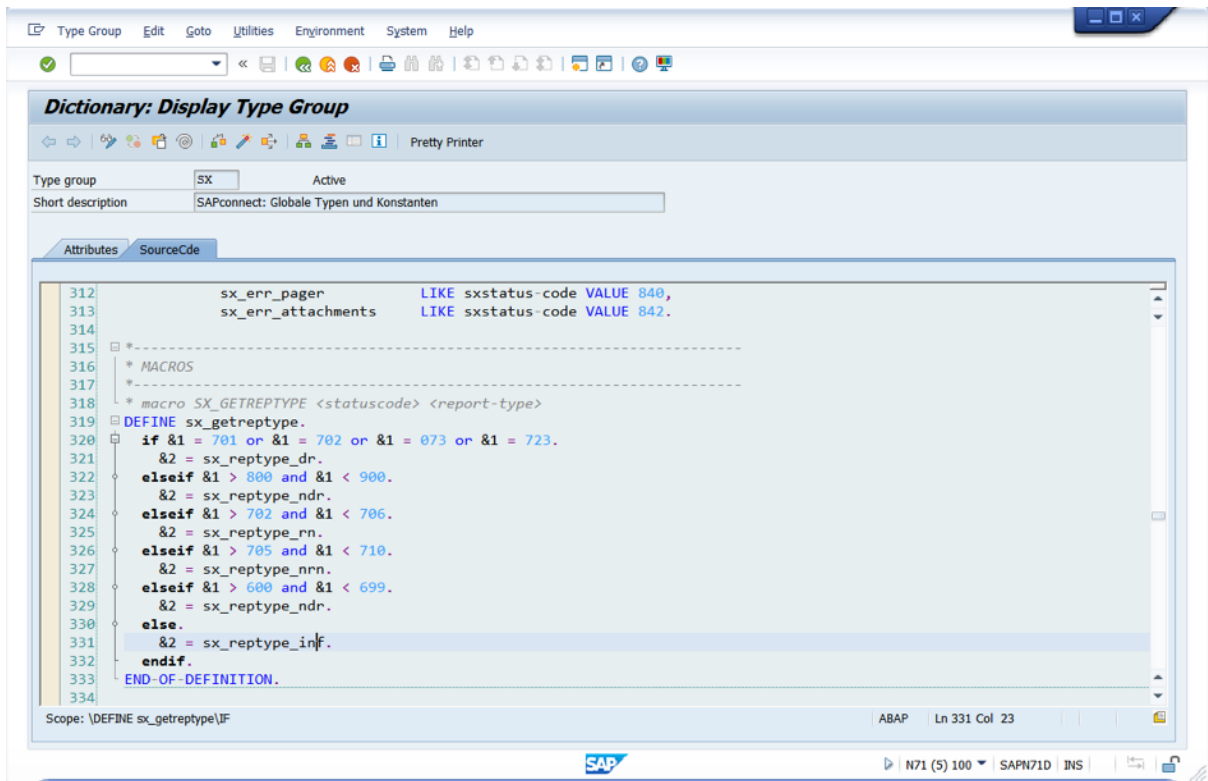 Type Group Edit Goto Utilities Environment System Help
Dictionary: Display Type Group
Pretty Printer
Type group SX Active
Short description SAPconnect: Globale Typen und Konstanten
Attributes SourceCde
312 sx_err_pager LIKE sxstatus-code VALUE 840,
313 sx_err_attachments LIKE sxstatus-code VALUE 842.
314
315 *----------------------------------------------------------------------
316 * MACROS
317 *----------------------------------------------------------------------
318 * macro SX_GETREPTYPE <statuscode> <report-type>
319 DEFINE sx_getreptype.
320 if &1 = 701 or &1 = 702 or &1 = 073 or &1 = 723.
321 &2 = sx_reptype_dr.
322 elseif &1 > 800 and &1 < 900.
323 &2 = sx_reptype_ndr.
324 elseif &1 > 702 and &1 < 706.
325 &2 = sx_reptype_rn.
326 elseif &1 > 705 and &1 < 710.
327 &2 = sx_reptype_nrn.
328 elseif &1 > 600 and &1 < 699.
329 &2 = sx_reptype_ndr.
330 else.
331 &2 = sx_reptype_inf.
332 endif.
333 END-OF-DEFINITION.
334
Scope: \DEFINE sx_getreptype\IF ABAP Ln 331 Col 23
SAP N71 (5) 100 SAPN71D INS